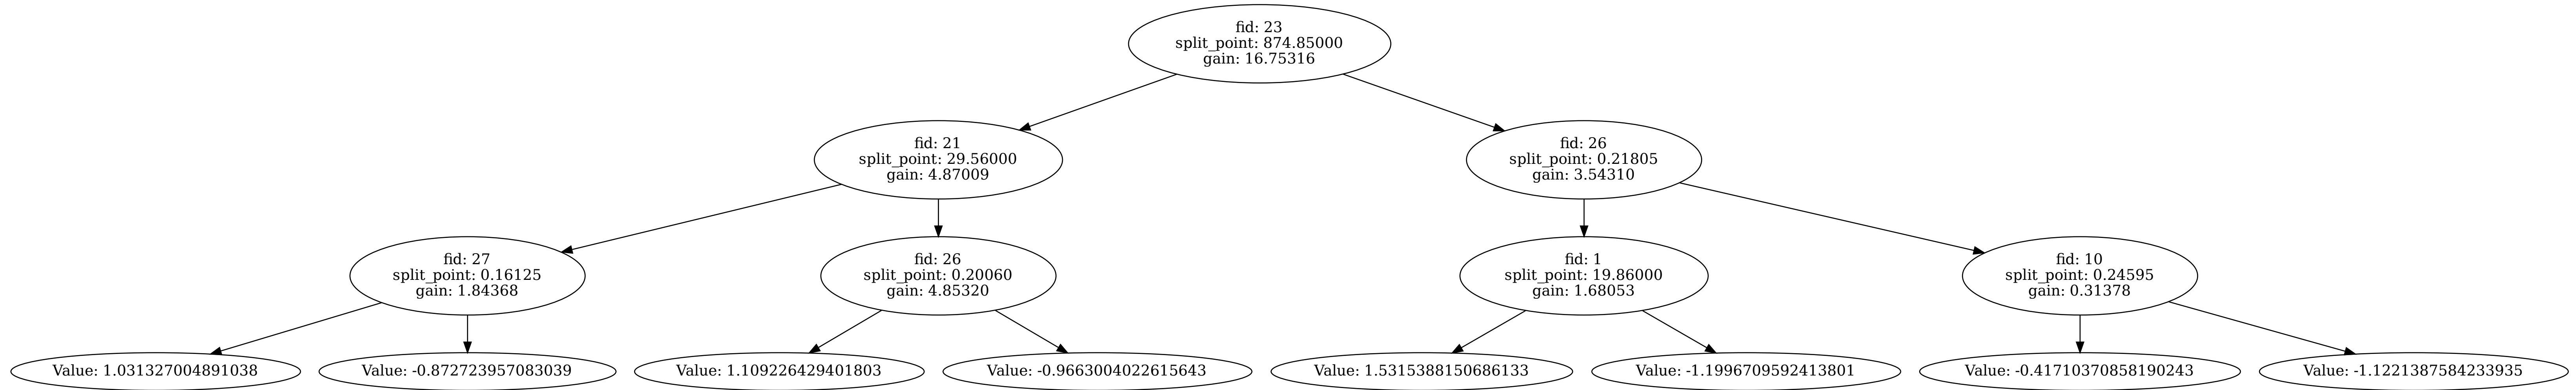 fid: 23
split_point: 874.85000
gain: 16.75316
fid: 21
split_point: 29.56000
gain: 4.87009
fid: 26
split_point: 0.21805
gain: 3.54310
fid: 27
split_point: 0.16125
gain: 1.84368
fid: 26
split_point: 0.20060
gain: 4.85320
fid: 1
split_point: 19.86000
gain: 1.68053
fid: 10
split_point: 0.24595
gain: 0.31378
Value: 1.031327004891038
Value: -0.872723957083039
Value: 1.109226429401803
Value: -0.9663004022615643
Value: 1.5315388150686133
Value: -1.1996709592413801
Value: -0.41710370858190243
Value: -1.1221387584233935